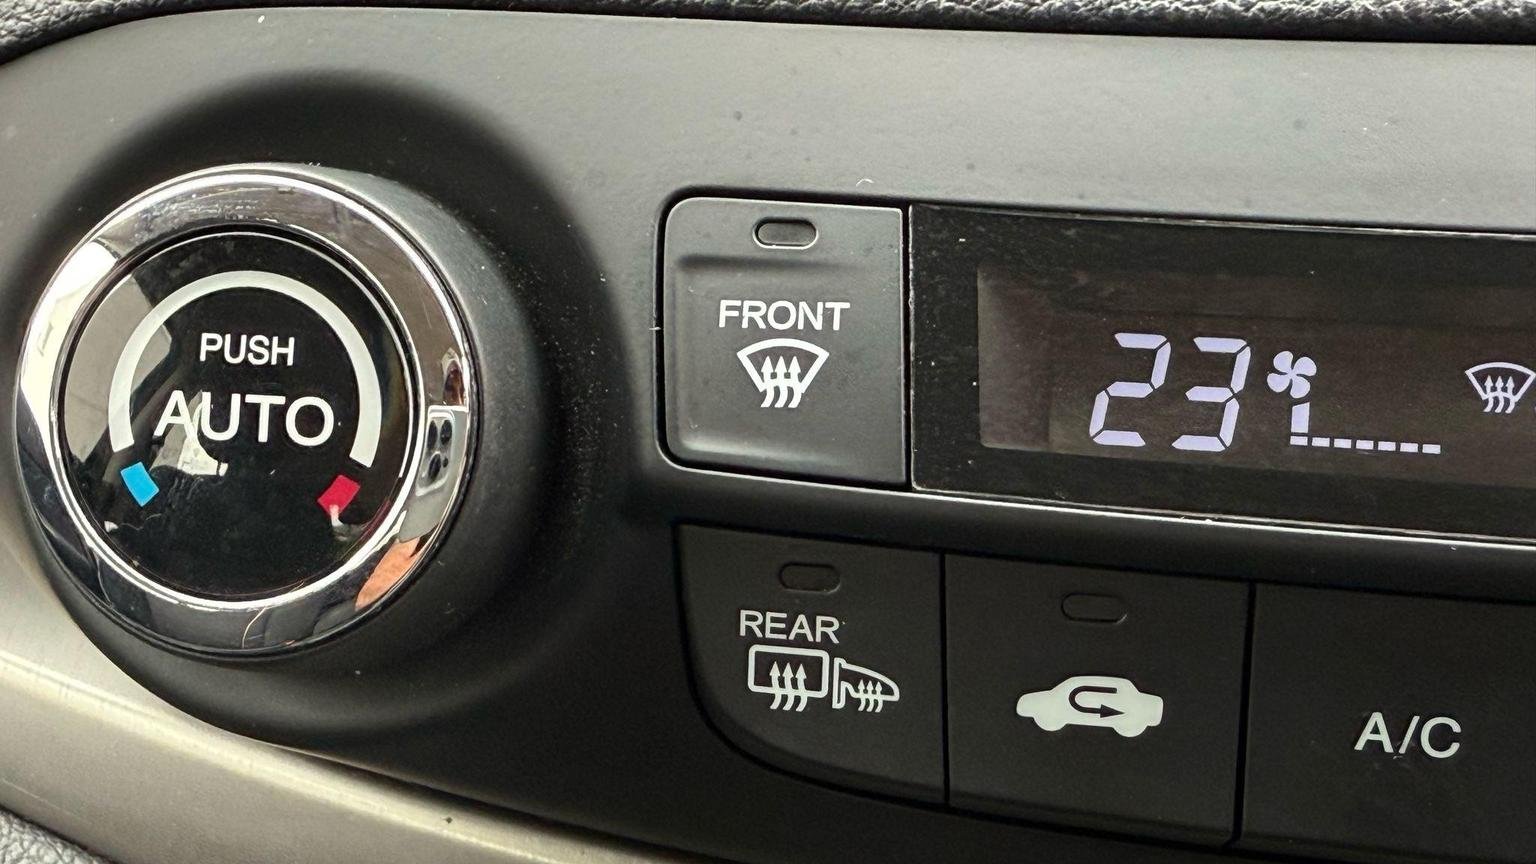 PUSH
AUTO
FRONT
23
REAR
A/C